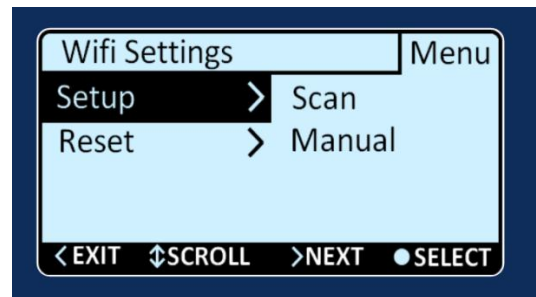 Wifi Settings Menu
Setup > Scan
Reset > Manual
< EXIT ↕SCROLL >NEXT ●SELECT